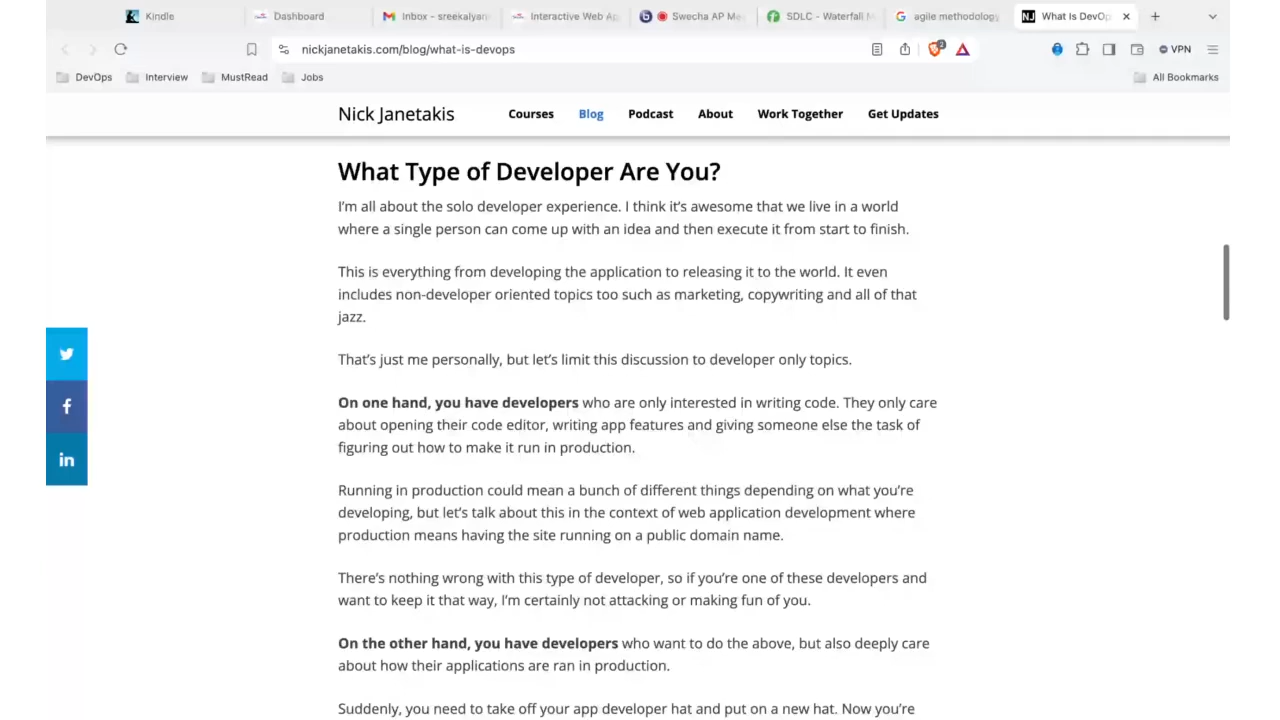 Kindle
Dashboard
Inbox - sreekalyan
Interactive Web Ap
Swecha AP Me
SDLC - Waterfall M
agile methodology
What Is DevOp
nickjanetakis.com/blog/what-is-devops
2
VPN
DevOps
Interview
MustRead
Jobs
All Bookmarks
Nick Janetakis
Courses
Blog
Podcast
About
Work Together
Get Updates
What Type of Developer Are You?
I’m all about the solo developer experience. I think it’s awesome that we live in a world
where a single person can come up with an idea and then execute it from start to finish.
This is everything from developing the application to releasing it to the world. It even
includes non-developer oriented topics too such as marketing, copywriting and all of that
jazz.
That’s just me personally, but let’s limit this discussion to developer only topics.
On one hand, you have developers who are only interested in writing code. They only care
about opening their code editor, writing app features and giving someone else the task of
figuring out how to make it run in production.
Running in production could mean a bunch of different things depending on what you’re
developing, but let’s talk about this in the context of web application development where
production means having the site running on a public domain name.
There’s nothing wrong with this type of developer, so if you’re one of these developers and
want to keep it that way, I’m certainly not attacking or making fun of you.
On the other hand, you have developers who want to do the above, but also deeply care
about how their applications are ran in production.
Suddenly, you need to take off your app developer hat and put on a new hat. Now you’re